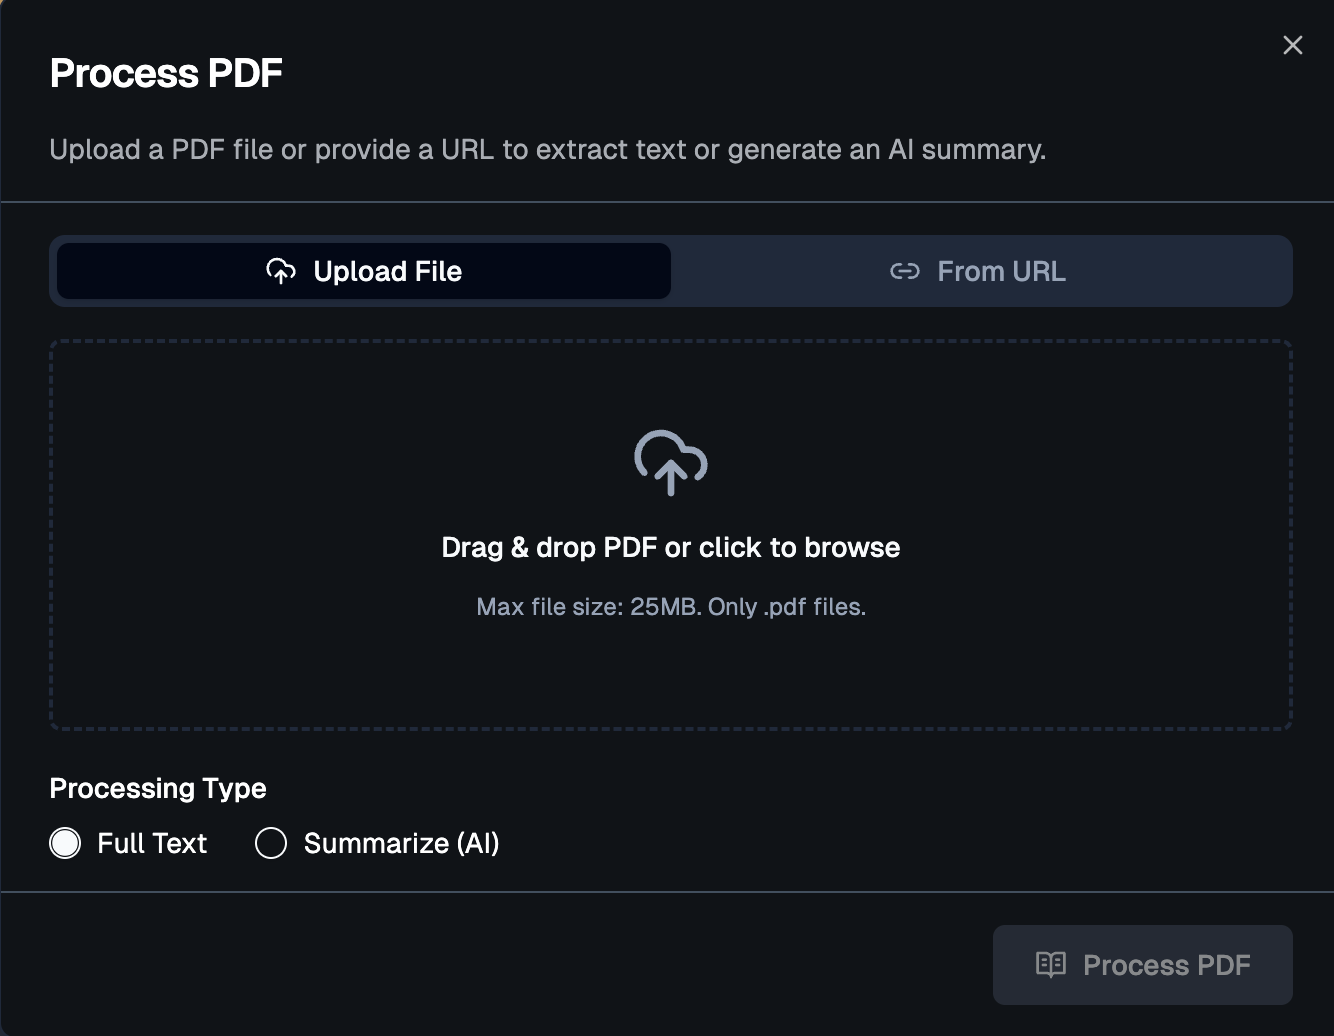 Process PDF
Upload a PDF file or provide a URL to extract text or generate an AI summary.
Upload File
From URL
Drag & drop PDF or click to browse
Max file size: 25MB. Only .pdf files.
Processing Type
Full Text
Summarize (AI)
Process PDF